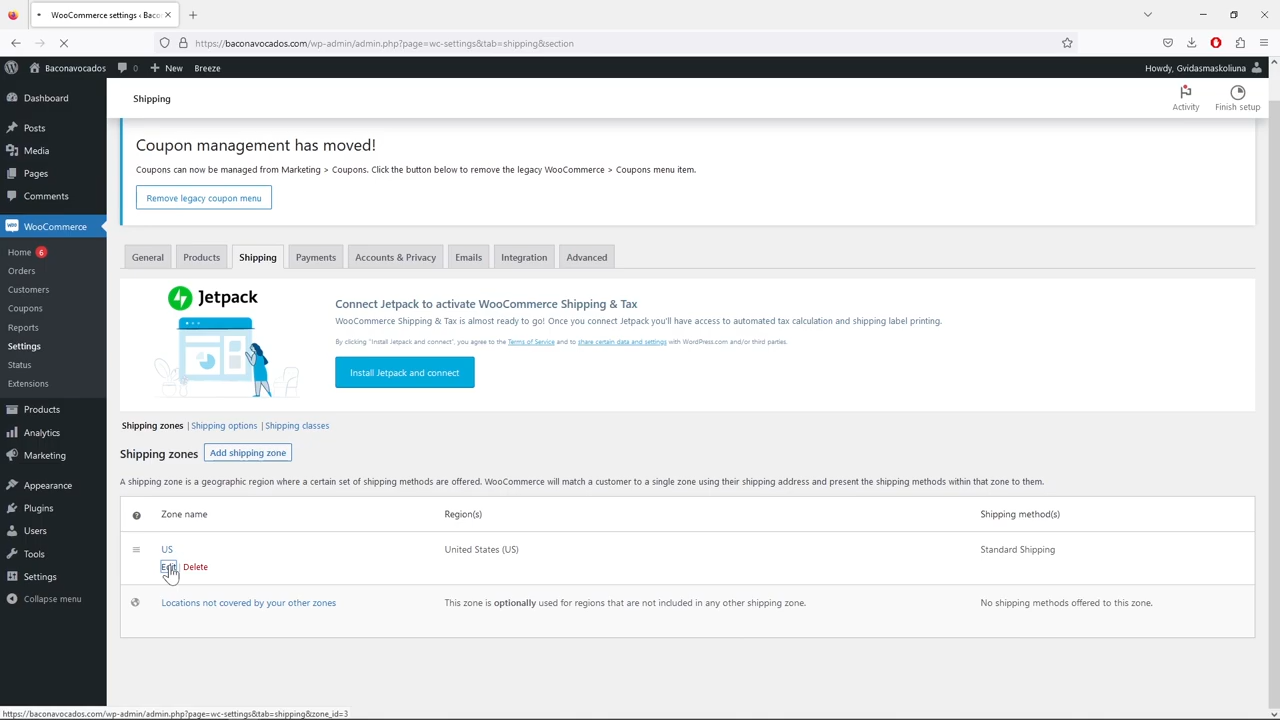 WooCommerce settings ‹ Baco
https://baconavocados.com/wp-admin/admin.php?page=wc-settings&tab=shipping&section
Baconavocados 0 New Breeze Howdy, Gvidasmaskoliuna
Dashboard
Posts
Media
Pages
Comments
WooCommerce
Home 6
Orders
Customers
Coupons
Reports
Settings
Status
Extensions
Products
Analytics
Marketing
Appearance
Plugins
Users
Tools
Settings
Collapse menu
Shipping
Activity
Finish setup
Coupon management has moved!
Coupons can now be managed from Marketing > Coupons. Click the button below to remove the legacy WooCommerce > Coupons menu item.
Remove legacy coupon menu
General Products Shipping Payments Accounts & Privacy Emails Integration Advanced
Jetpack
Connect Jetpack to activate WooCommerce Shipping & Tax
WooCommerce Shipping & Tax is almost ready to go! Once you connect Jetpack you'll have access to automated tax calculation and shipping label printing.
By clicking "Install Jetpack and connect", you agree to the Terms of Service and to share certain data and settings with WordPress.com and/or third parties.
Install Jetpack and connect
Shipping zones | Shipping options | Shipping classes
Shipping zones Add shipping zone
A shipping zone is a geographic region where a certain set of shipping methods are offered. WooCommerce will match a customer to a single zone using their shipping address and present the shipping methods within that zone to them.
Zone name Region(s) Shipping method(s)
US United States (US) Standard Shipping
Edit | Delete
Locations not covered by your other zones This zone is optionally used for regions that are not included in any other shipping zone. No shipping methods offered to this zone.
https://baconavocados.com/wp-admin/admin.php?page=wc-settings&tab=shipping&zone_id=3